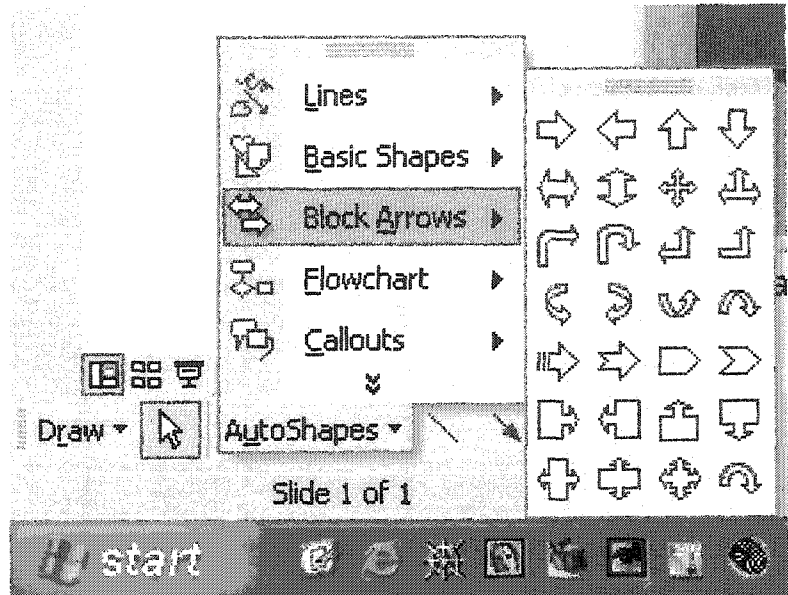 Lines
Basic Shapes
Block Arrows
Flowchart
Callouts
Draw
AutoShapes
Slide 1 of 1
start